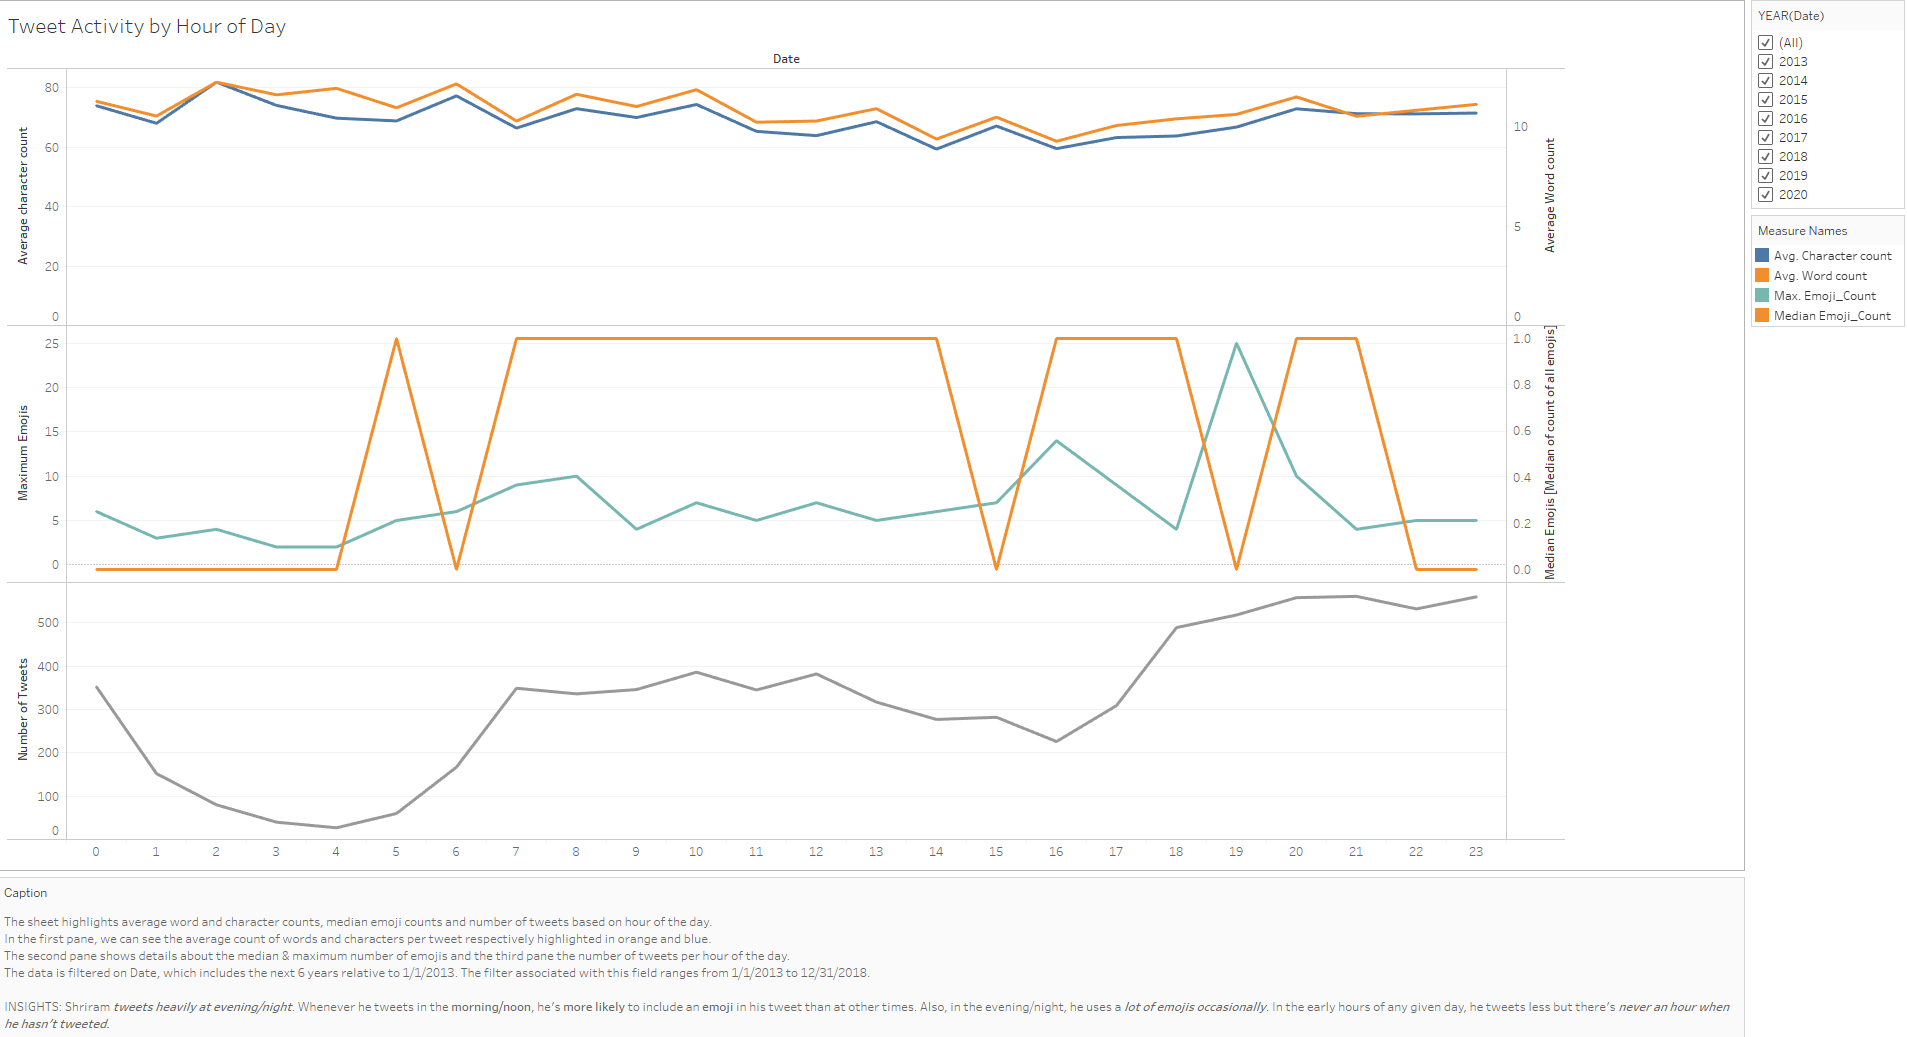 Tweet Activity by Hour of Day
Date
Average character count
80
60
40
20
0
10
5
0
Average Word count
Maximum Emojis
25
20
15
10
5
0
1.0
0.8
0.6
0.4
0.2
0.0
Median Emojis [Median of count of all emojis]
Number of Tweets
500
400
300
200
100
0
0 1 2 3 4 5 6 7 8 9 10 11 12 13 14 15 16 17 18 19 20 21 22 23
YEAR(Date)
(All)
2013
2014
2015
2016
2017
2018
2019
2020
Measure Names
Avg. Character count
Avg. Word count
Max. Emoji_Count
Median Emoji_Count
Caption
The sheet highlights average word and character counts, median emoji counts and number of tweets based on hour of the day.
In the first pane, we can see the average count of words and characters per tweet respectively highlighted in orange and blue.
The second pane shows details about the median & maximum number of emojis and the third pane the number of tweets per hour of the day.
The data is filtered on Date, which includes the next 6 years relative to 1/1/2013. The filter associated with this field ranges from 1/1/2013 to 12/31/2018.
INSIGHTS: Shriram tweets heavily at evening/night. Whenever he tweets in the morning/noon, he's more likely to include an emoji in his tweet than at other times. Also, in the evening/night, he uses a lot of emojis occasionally. In the early hours of any given day, he tweets less but there's never an hour when
he hasn't tweeted.